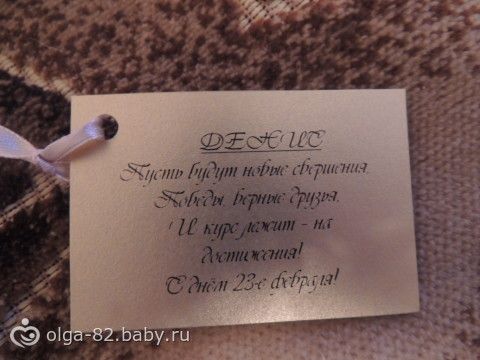 ДЕНИС
Пусть будут новые свершения,
Победы, верные друзья,
И курс лежит - на
достижения!
С днём 23-е февраля!
olga-82.baby.ru